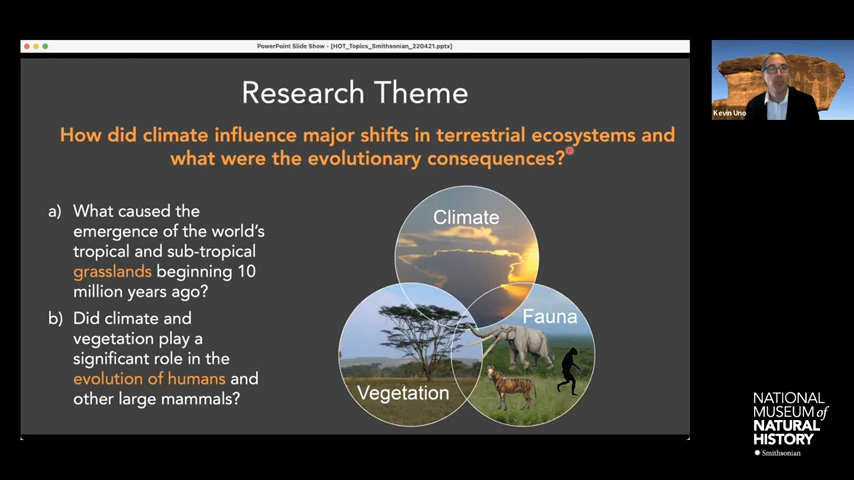 PowerPoint Slide Show - [HOT_Topics_Smithsonian_220421.pptx]
Research Theme
How did climate influence major shifts in terrestrial ecosystems and
what were the evolutionary consequences?
a) What caused the
emergence of the world's
tropical and sub-tropical
grasslands beginning 10
million years ago?
b) Did climate and
vegetation play a
significant role in the
evolution of humans and
other large mammals?
Climate
Fauna
Vegetation
Kevin Uno
NATIONAL
MUSEUM of
NATURAL
HISTORY
Smithsonian